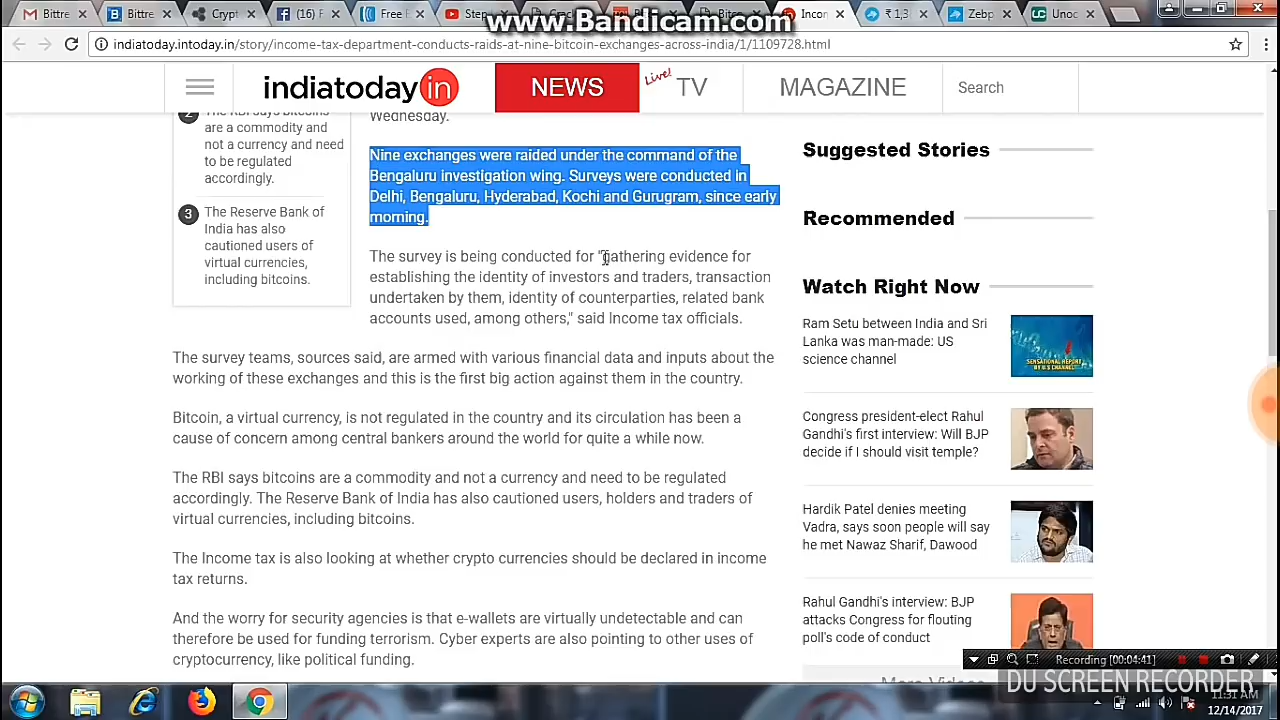 www.Bandicam.com
Bittre
Bittre
Crypt
(16) F
Free
Step
Bitc
Inco
₹ 1,3
Zebp
Unoc
indiatoday.intoday.in/story/income-tax-department-conducts-raids-at-nine-bitcoin-exchanges-across-india/1/1109728.html
indiatoday in
NEWS
Live!
TV
MAGAZINE
Search
2
The RBI says bitcoins
are a commodity and
not a currency and need
to be regulated
accordingly.
3
The Reserve Bank of
India has also
cautioned users of
virtual currencies,
including bitcoins.
Wednesday.
Nine exchanges were raided under the command of the
Bengaluru investigation wing. Surveys were conducted in
Delhi, Bengaluru, Hyderabad, Kochi and Gurugram, since early
morning.
The survey is being conducted for "gathering evidence for
establishing the identity of investors and traders, transaction
undertaken by them, identity of counterparties, related bank
accounts used, among others," said Income tax officials.
The survey teams, sources said, are armed with various financial data and inputs about the
working of these exchanges and this is the first big action against them in the country.
Bitcoin, a virtual currency, is not regulated in the country and its circulation has been a
cause of concern among central bankers around the world for quite a while now.
The RBI says bitcoins are a commodity and not a currency and need to be regulated
accordingly. The Reserve Bank of India has also cautioned users, holders and traders of
virtual currencies, including bitcoins.
The Income tax is also looking at whether crypto currencies should be declared in income
tax returns.
And the worry for security agencies is that e-wallets are virtually undetectable and can
therefore be used for funding terrorism. Cyber experts are also pointing to other uses of
cryptocurrency, like political funding.
Suggested Stories
Recommended
Watch Right Now
Ram Setu between India and Sri
Lanka was man-made: US
science channel
SENSATIONAL REPORT
BY U.S CHANNEL
Congress president-elect Rahul
Gandhi's first interview: Will BJP
decide if I should visit temple?
Hardik Patel denies meeting
Vadra, says soon people will say
he met Nawaz Sharif, Dawood
Rahul Gandhi's interview: BJP
attacks Congress for flouting
poll's code of conduct
More Videos
Recording [00:04:41]
DU SCREEN RECORDER
11:31 AM
12/14/2017